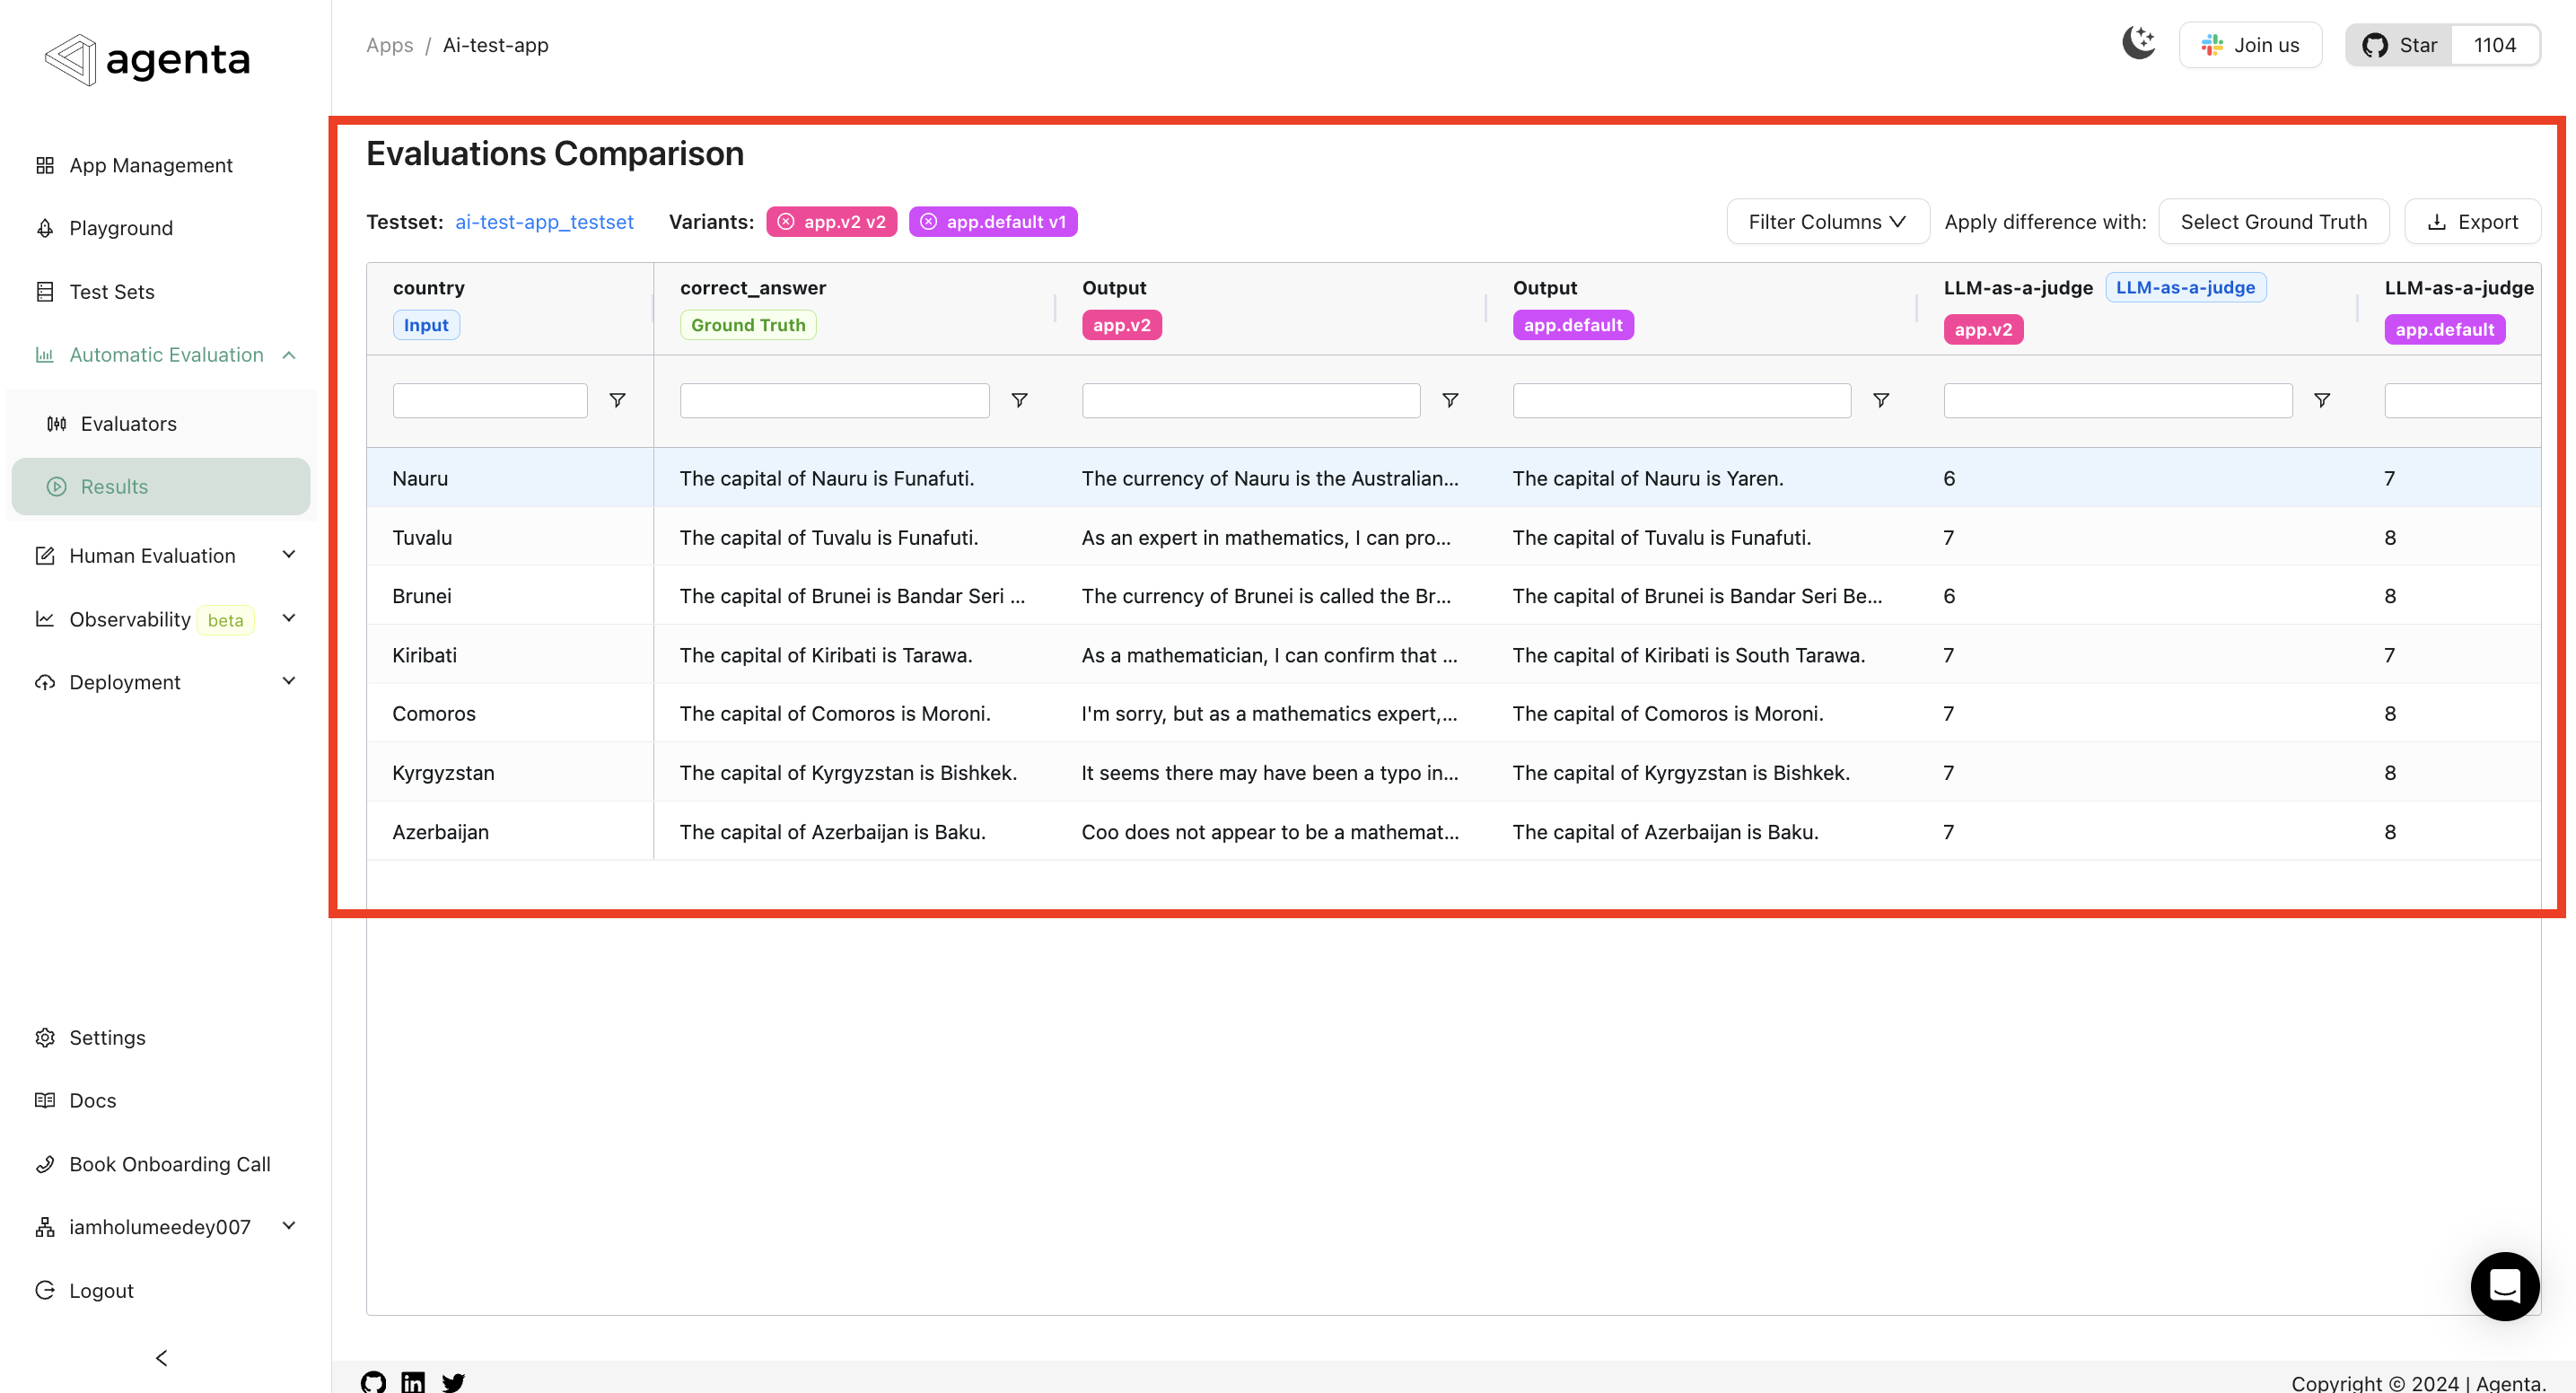 agenta
Apps / Ai-test-app
Join us
Star 1104
App Management
Playground
Test Sets
Automatic Evaluation
Evaluators
Results
Human Evaluation
Observability beta
Deployment
Settings
Docs
Book Onboarding Call
iamholumeedey007
Logout
Evaluations Comparison
Testset: ai-test-app_testset Variants: app.v2 v2 app.default v1 Filter Columns Apply difference with: Select Ground Truth Export
country correct_answer Output Output LLM-as-a-judge LLM-as-a-judge LLM-as-a-judge
Input Ground Truth app.v2 app.default app.v2 app.default
Nauru The capital of Nauru is Funafuti. The currency of Nauru is the Australian... The capital of Nauru is Yaren. 6 7
Tuvalu The capital of Tuvalu is Funafuti. As an expert in mathematics, I can pro... The capital of Tuvalu is Funafuti. 7 8
Brunei The capital of Brunei is Bandar Seri ... The currency of Brunei is called the Br... The capital of Brunei is Bandar Seri Be... 6 8
Kiribati The capital of Kiribati is Tarawa. As a mathematician, I can confirm that ... The capital of Kiribati is South Tarawa. 7 7
Comoros The capital of Comoros is Moroni. I'm sorry, but as a mathematics expert,... The capital of Comoros is Moroni. 7 8
Kyrgyzstan The capital of Kyrgyzstan is Bishkek. It seems there may have been a typo in... The capital of Kyrgyzstan is Bishkek. 7 8
Azerbaijan The capital of Azerbaijan is Baku. Coo does not appear to be a mathemat... The capital of Azerbaijan is Baku. 7 8
Copyright © 2024 | Agenta.